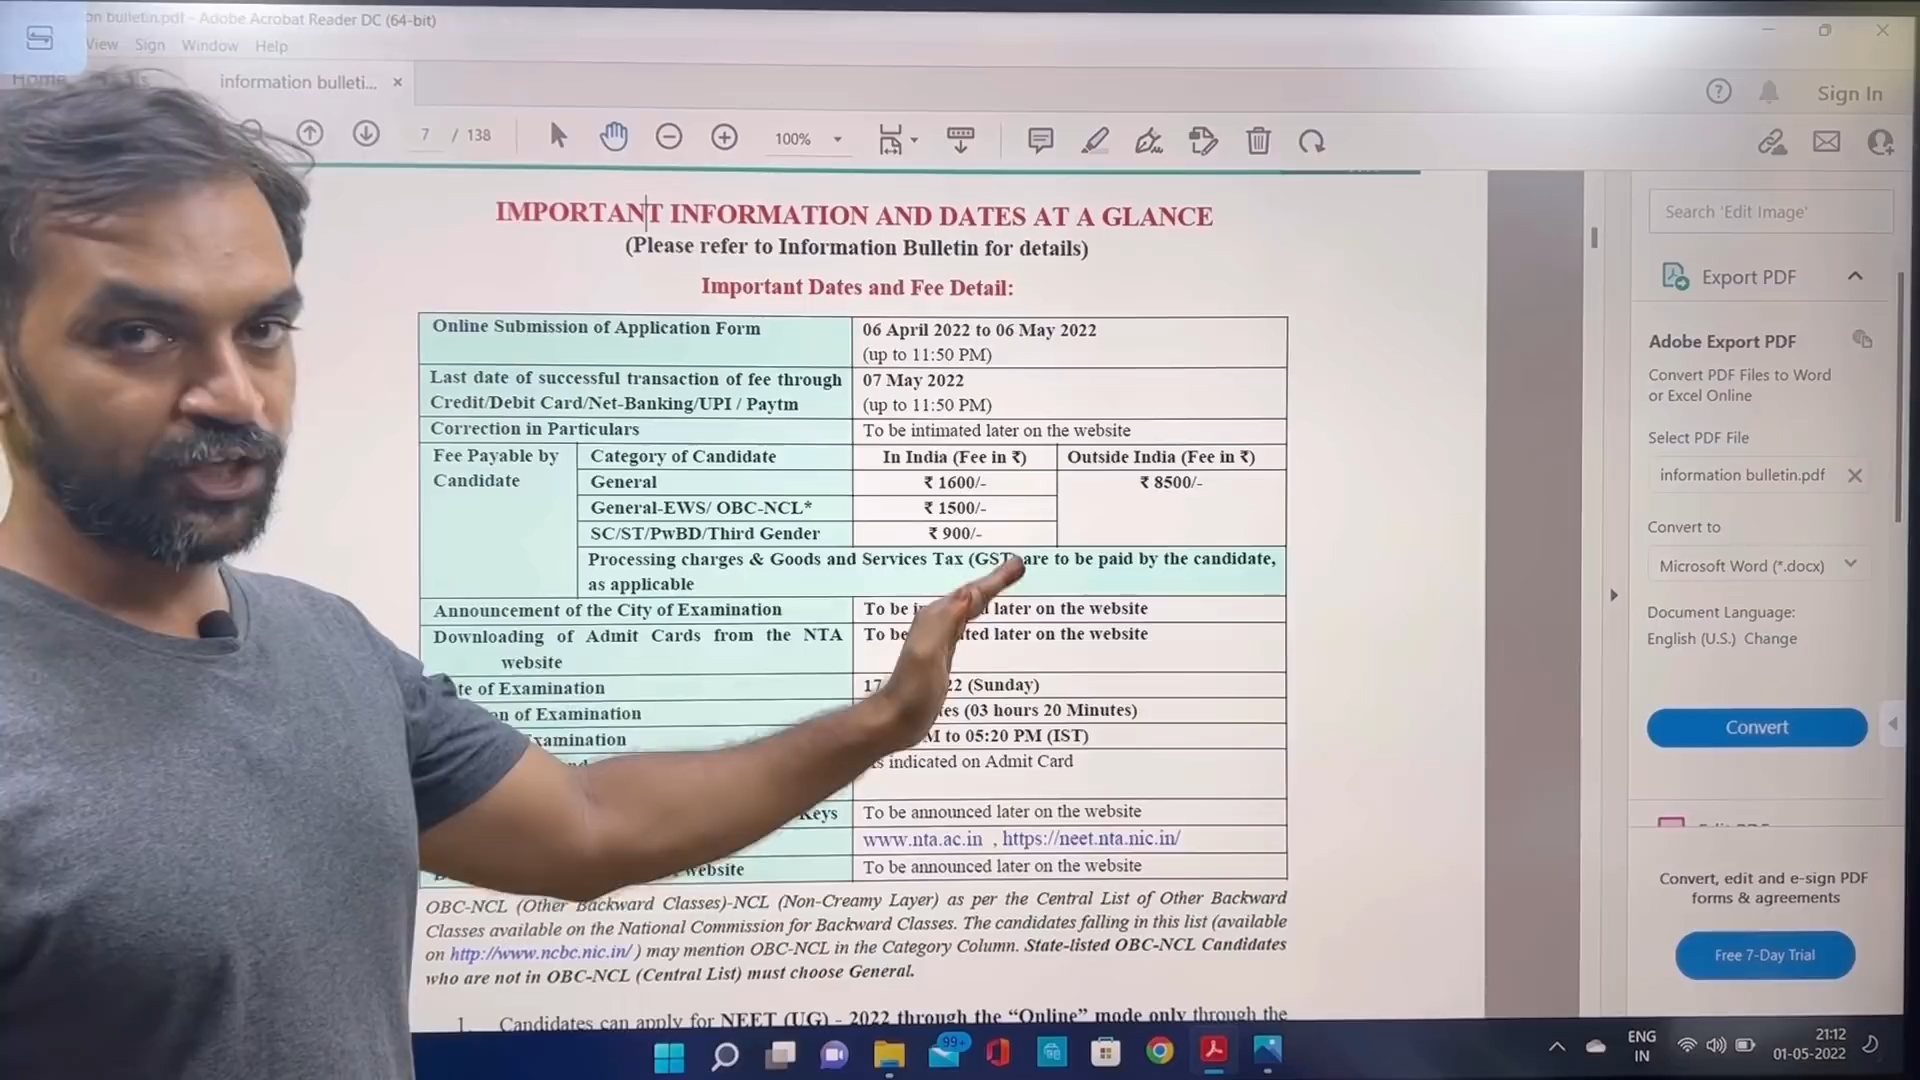 on bulletin.pdf - Adobe Acrobat Reader DC (64-bit)
View Sign Window Help
Home
information bulleti...
Sign In
7 / 138
100%
IMPORTANT INFORMATION AND DATES AT A GLANCE
(Please refer to Information Bulletin for details)
Important Dates and Fee Detail:
Online Submission of Application Form
06 April 2022 to 06 May 2022
(up to 11:50 PM)
Last date of successful transaction of fee through
Credit/Debit Card/Net-Banking/UPI / Paytm
07 May 2022
(up to 11:50 PM)
Correction in Particulars
To be intimated later on the website
Fee Payable by
Candidate
Category of Candidate
In India (Fee in ₹)
Outside India (Fee in ₹)
General
₹ 1600/-
₹ 8500/-
General-EWS/ OBC-NCL*
₹ 1500/-
SC/ST/PwBD/Third Gender
₹ 900/-
Processing charges & Goods and Services Tax (GST) are to be paid by the candidate,
as applicable
Announcement of the City of Examination
To be later on the website
Downloading of Admit Cards from the NTA
website
To be later on the website
of Examination
17 (Sunday)
of Examination
(03 hours 20 Minutes)
Examination
to 05:20 PM (IST)
indicated on Admit Card
Keys
To be announced later on the website
www.nta.ac.in , https://neet.nta.nic.in/
website
To be announced later on the website
OBC-NCL (Other Backward Classes)-NCL (Non-Creamy Layer) as per the Central List of Other Backward
Classes available on the National Commission for Backward Classes. The candidates falling in this list (available
on http://www.ncbc.nic.in/ ) may mention OBC-NCL in the Category Column. State-listed OBC-NCL Candidates
who are not in OBC-NCL (Central List) must choose General.
1. Candidates can apply for NEET (UG) - 2022 through the “Online” mode only through the
Search 'Edit Image'
Export PDF
Adobe Export PDF
Convert PDF Files to Word
or Excel Online
Select PDF File
information bulletin.pdf
Convert to
Microsoft Word (*.docx)
Document Language:
English (U.S.) Change
Convert
Edit PDF
Convert, edit and e-sign PDF
forms & agreements
Free 7-Day Trial
99+
ENG
IN
21:12
01-05-2022